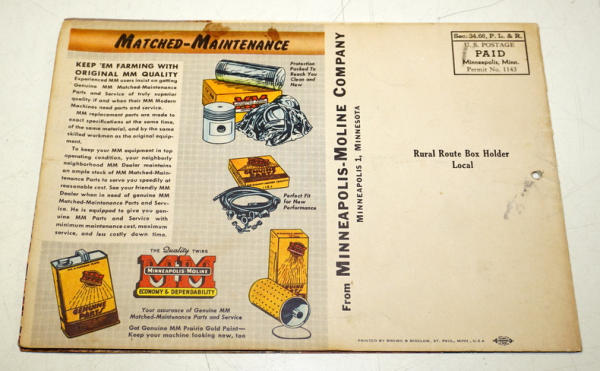 MATCHED-MAINTENANCE
KEEP 'EM FARMING WITH
ORIGINAL MM QUALITY
Experienced MM users insist on getting
Genuine MM Matched-Maintenance
Parts and Service of truly superior
quality if and when their MM Modern
Machines need parts and service.
MM replacement parts are made to
exact specifications at the same time,
of the same material, and by the same
skilled workmen as the original equip-
ment.
To keep your MM equipment in top
operating condition, your neighborly
neighborhood MM Dealer maintains
an ample stock of MM Matched-Main-
tenance Parts to serve you speedily at
reasonable cost. See your friendly MM
Dealer when in need of genuine MM
Matched-Maintenance Parts and Serv-
ice. He is equipped to give you gen-
uine MM Parts and Service with
minimum maintenance cost, maximum
service, and less costly down time.
Protection
Packed To
Reach You
Clean and
New
MM
Perfect Fit
for New
Performance
THE Quality TWINS
MINNEAPOLIS-MOLINE
MM
ECONOMY & DEPENDABILITY
GENUINE
PARTS
Your assurance of Genuine MM
Matched-Maintenance Parts and Service
Get Genuine MM Prairie Gold Paint—
Keep your machine looking new, too
From MINNEAPOLIS-MOLINE COMPANY
MINNEAPOLIS 1, MINNESOTA
Sec. 34.66, P. L. & R.
U. S. POSTAGE
PAID
Minneapolis, Minn.
Permit No. 1143
Rural Route Box Holder
Local
PRINTED BY BROWN & BIGELOW, ST. PAUL, MINN., U.S.A.